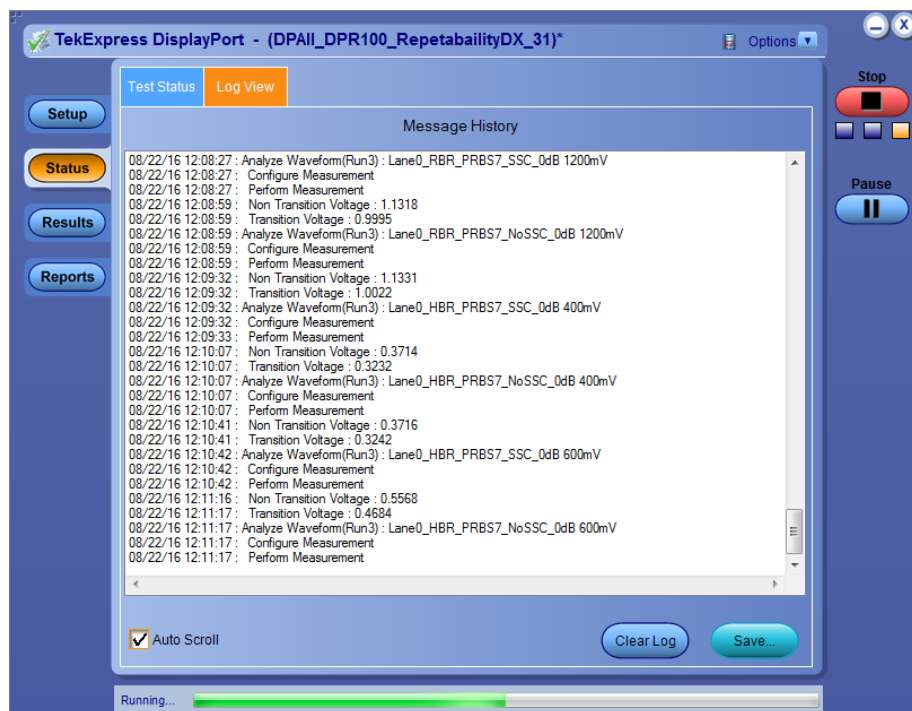 TekExpress DisplayPort - (DPAll_DPR100_RepetabailityDX_31)*
Options
Stop
Pause
Setup
Status
Results
Reports
Test Status
Log View
Message History
08/22/16 12:08:27 : Analyze Waveform(Run3) : Lane0_RBR_PRBS7_SSC_0dB 1200mV
08/22/16 12:08:27 : Configure Measurement
08/22/16 12:08:27 : Perform Measurement
08/22/16 12:08:59 : Non Transition Voltage : 1.1318
08/22/16 12:08:59 : Transition Voltage : 0.9995
08/22/16 12:08:59 : Analyze Waveform(Run3) : Lane0_RBR_PRBS7_NoSSC_0dB 1200mV
08/22/16 12:08:59 : Configure Measurement
08/22/16 12:08:59 : Perform Measurement
08/22/16 12:09:32 : Non Transition Voltage : 1.1331
08/22/16 12:09:32 : Transition Voltage : 1.0022
08/22/16 12:09:32 : Analyze Waveform(Run3) : Lane0_HBR_PRBS7_SSC_0dB 400mV
08/22/16 12:09:32 : Configure Measurement
08/22/16 12:09:33 : Perform Measurement
08/22/16 12:10:07 : Non Transition Voltage : 0.3714
08/22/16 12:10:07 : Transition Voltage : 0.3232
08/22/16 12:10:07 : Analyze Waveform(Run3) : Lane0_HBR_PRBS7_NoSSC_0dB 400mV
08/22/16 12:10:07 : Configure Measurement
08/22/16 12:10:07 : Perform Measurement
08/22/16 12:10:41 : Non Transition Voltage : 0.3716
08/22/16 12:10:41 : Transition Voltage : 0.3242
08/22/16 12:10:42 : Analyze Waveform(Run3) : Lane0_HBR_PRBS7_SSC_0dB 600mV
08/22/16 12:10:42 : Configure Measurement
08/22/16 12:10:42 : Perform Measurement
08/22/16 12:11:16 : Non Transition Voltage : 0.5568
08/22/16 12:11:17 : Transition Voltage : 0.4684
08/22/16 12:11:17 : Analyze Waveform(Run3) : Lane0_HBR_PRBS7_NoSSC_0dB 600mV
08/22/16 12:11:17 : Configure Measurement
08/22/16 12:11:17 : Perform Measurement
Auto Scroll
Clear Log
Save...
Running...